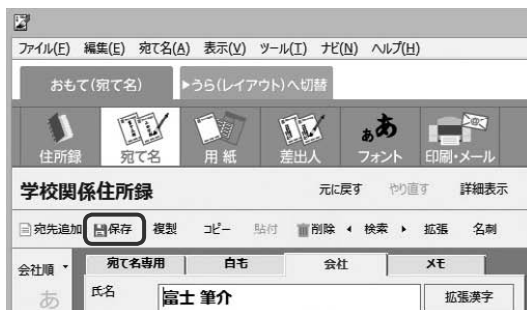 ファイル(F) 編集(E) 宛て名(A) 表示(V) ツール(T) ナビ(N) ヘルプ(H)
おもて(宛て名) ▶うら(レイアウト)へ切替
住所録 宛て名 用紙 差出人 ああ フォント 印刷・メール
学校関係住所録 元に戻す やり直す 詳細表示
宛先追加 保存 複製 コピー 貼付 削除 ◀ 検索 ▶ 拡張 名刺
会社順 宛て名専用 自宅 会社 メモ
あ 氏名 富士 筆介 拡張漢字